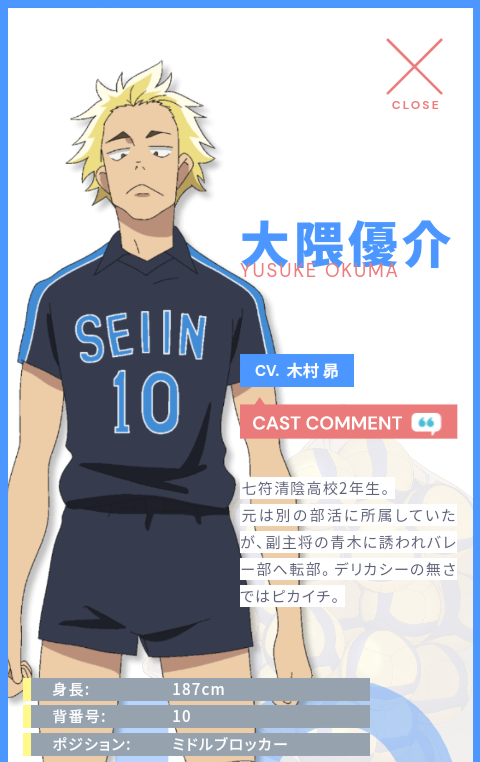 CLOSE
大隈優介
YUSUKE OKUMA
SEIIN
10
CV. 木村 昴
CAST COMMENT
七符清陰高校2年生。
元は別の部活に所属していた
が、副主将の青木に誘われバレ
ー部へ転部。デリカシーの無さ
ではピカイチ。
身長: 187cm
背番号: 10
ポジション: ミドルブロッカー